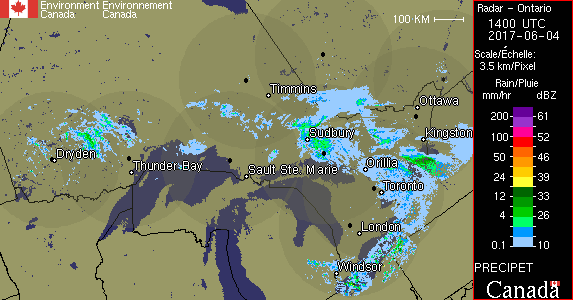 Environment Environnement
Canada Canada
100 KM
Timmins
Ottawa
Sudbury
Kingston
Dryden
Thunder Bay
Sault Ste. Marie
Orillia
Toronto
London
Windsor
Radar - Ontario
1400 UTC
2017-06-04
Scale/Échelle:
3.5 km/Pixel
Rain/Pluie
mm/hr dBZ
200 61
100 52
50 46
24 39
12 33
4 26
0.1 10
PRECIPET
Canada